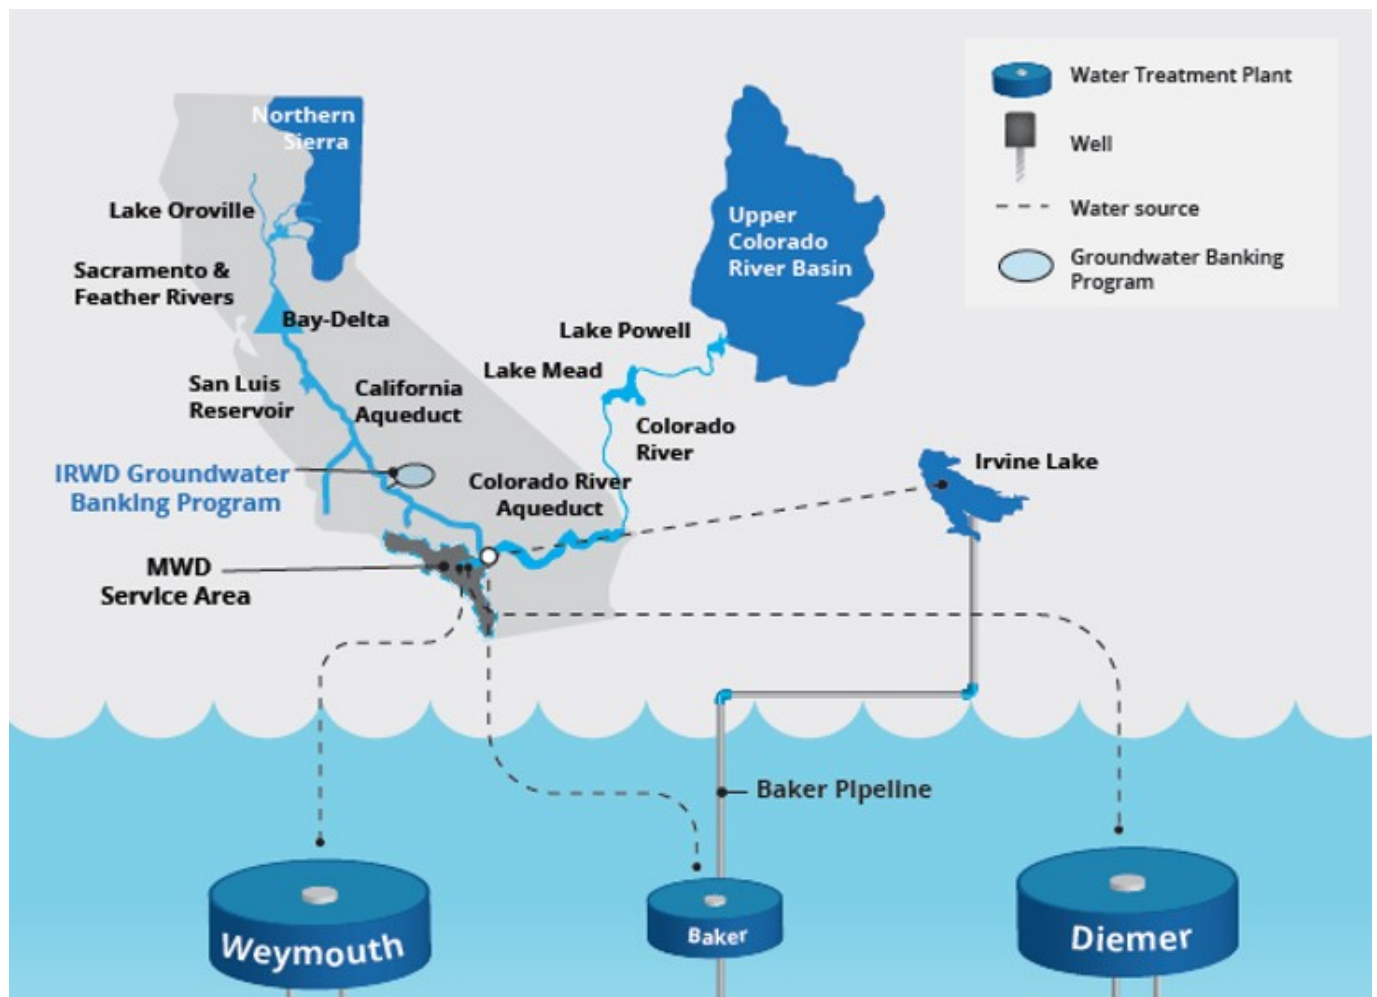 Northern
Sierra
Lake Oroville
Sacramento &
Feather Rivers
Bay-Delta
San Luis
Reservoir
California
Aqueduct
IRWD Groundwater
Banking Program
MWD
Service Area
Colorado River
Aqueduct
Lake Powell
Lake Mead
Colorado
River
Upper
Colorado
River Basin
Irvine Lake
Water Treatment Plant
Well
Water source
Groundwater Banking
Program
Baker Pipeline
Weymouth
Baker
Diemer